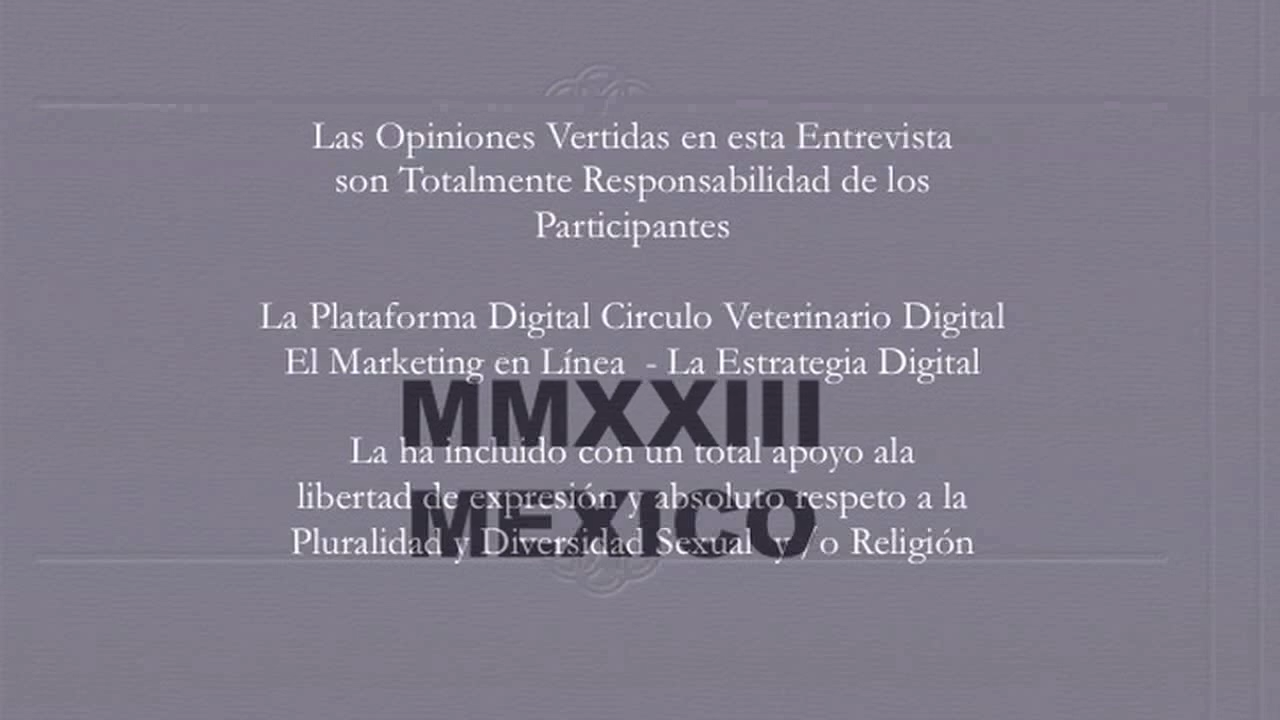 Las Opiniones Vertidas en esta Entrevista
son Totalmente Responsabilidad de los
Participantes
La Plataforma Digital Circulo Veterinario Digital
El Marketing en Línea - La Estrategia Digital
MMXXIII
La ha incluido con un total apoyo ala
libertad de expresión y absoluto respeto a la
MEXICO
Pluralidad y Diversidad Sexual y /o Religión